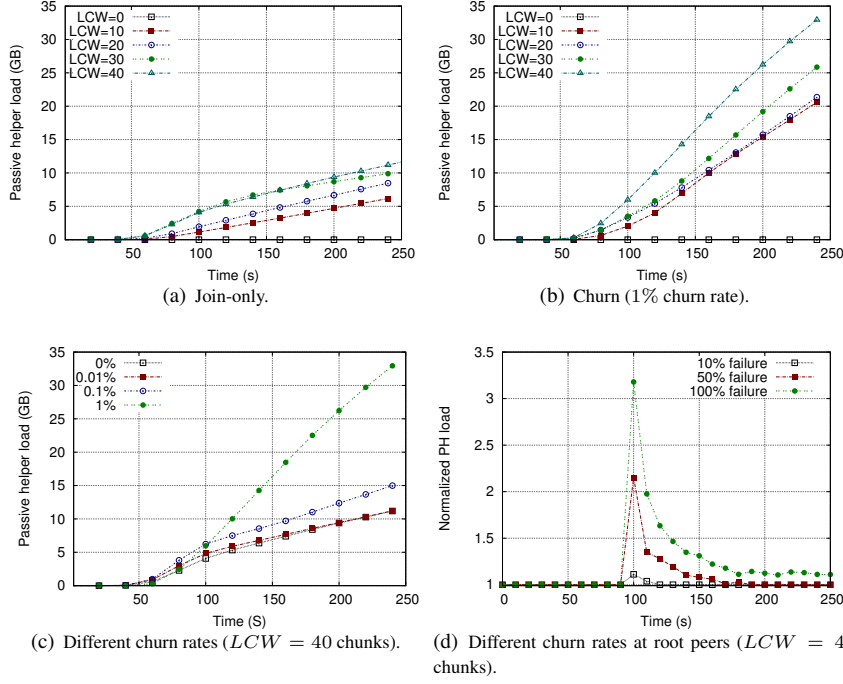 LCW=0
LCW=10
LCW=20
LCW=30
LCW=40
Passive helper load (GB)
35
30
25
20
15
10
5
0
50 100 150 200 250
Time (s)
(a) Join-only.
LCW=0
LCW=10
LCW=20
LCW=30
LCW=40
Passive helper load (GB)
35
30
25
20
15
10
5
0
50 100 150 200 250
Time (s)
(b) Churn (1% churn rate).
0%
0.01%
0.1%
1%
Passive helper load (GB)
35
30
25
20
15
10
5
0
50 100 150 200 250
Time (S)
(c) Different churn rates (LCW = 40 chunks).
10% failure
50% failure
100% failure
Normalized PH load
3.5
3
2.5
2
1.5
1
0 50 100 150 200 250
Time (s)
(d) Different churn rates at root peers (LCW = 4
chunks).